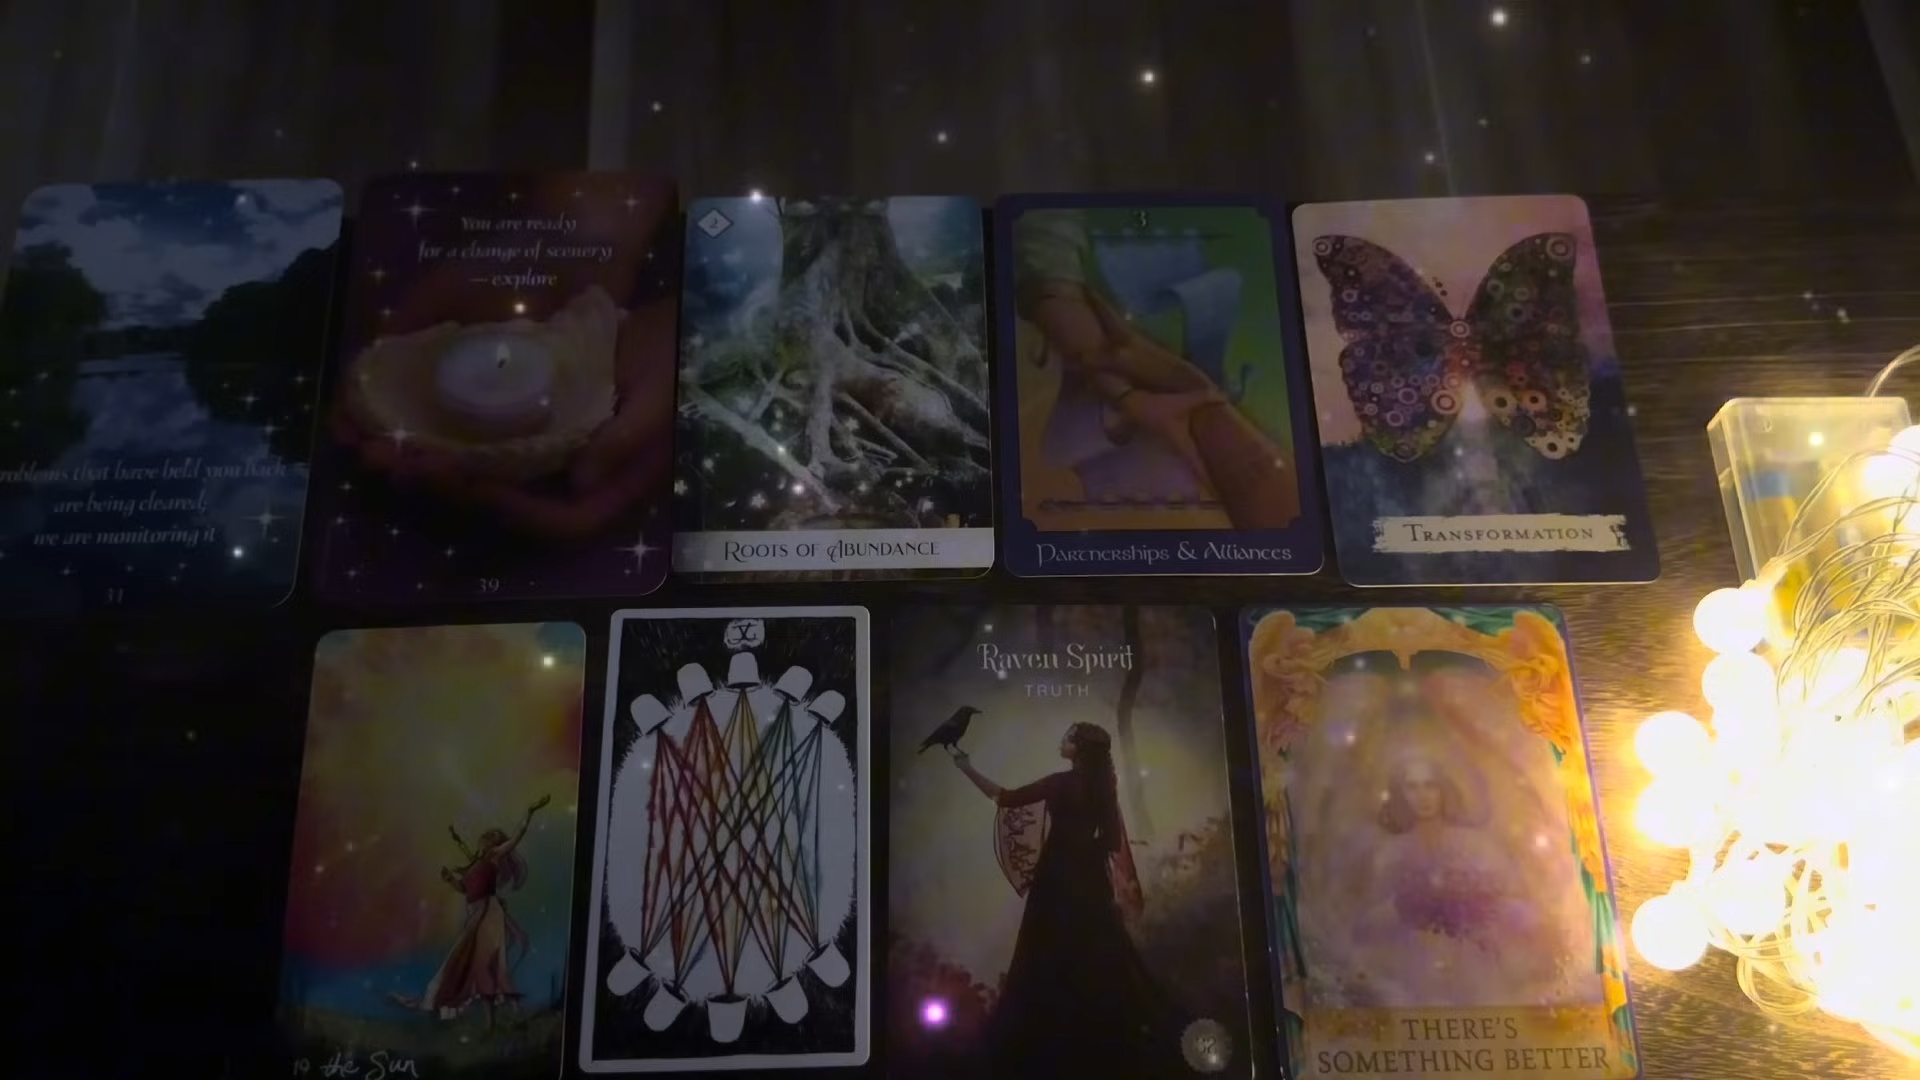 problems that have held you back
are being cleared;
we are monitoring it
31
You are ready
for a change of scenery
— explore
39
2
ROOTS OF ABUNDANCE
3
Partnerships & Alliances
TRANSFORMATION
19 the Sun
X
Raven Spirit
TRUTH
THERE'S
SOMETHING BETTER